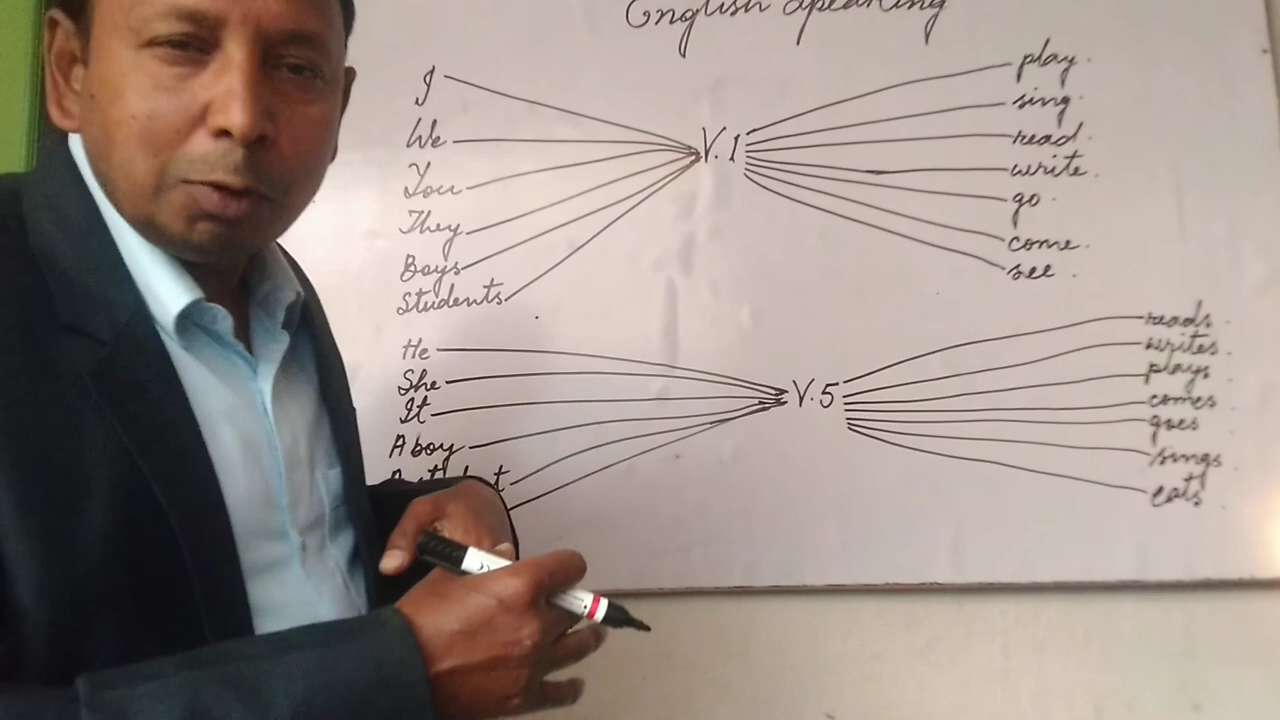 English Speaking
I
We
You
They
Boys
Students
V.1
play.
sing.
read.
write.
go.
come.
see.
He
She
It
A boy
V.5
reads.
writes.
plays
comes
goes
sings
eats